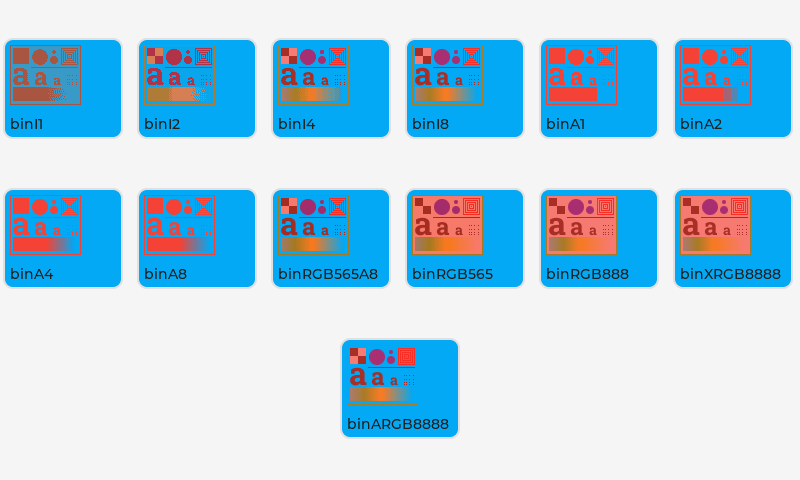 a a a
binI1
a a a
binI2
a a a
binI4
a a a
binI8
a a a
binA1
a a a
binA2
a a a
binA4
a a a
binA8
a a a
binRGB565A8
a a a
binRGB565
a a a
binRGB888
a a a
binXRGB8888
a a a
binARGB8888